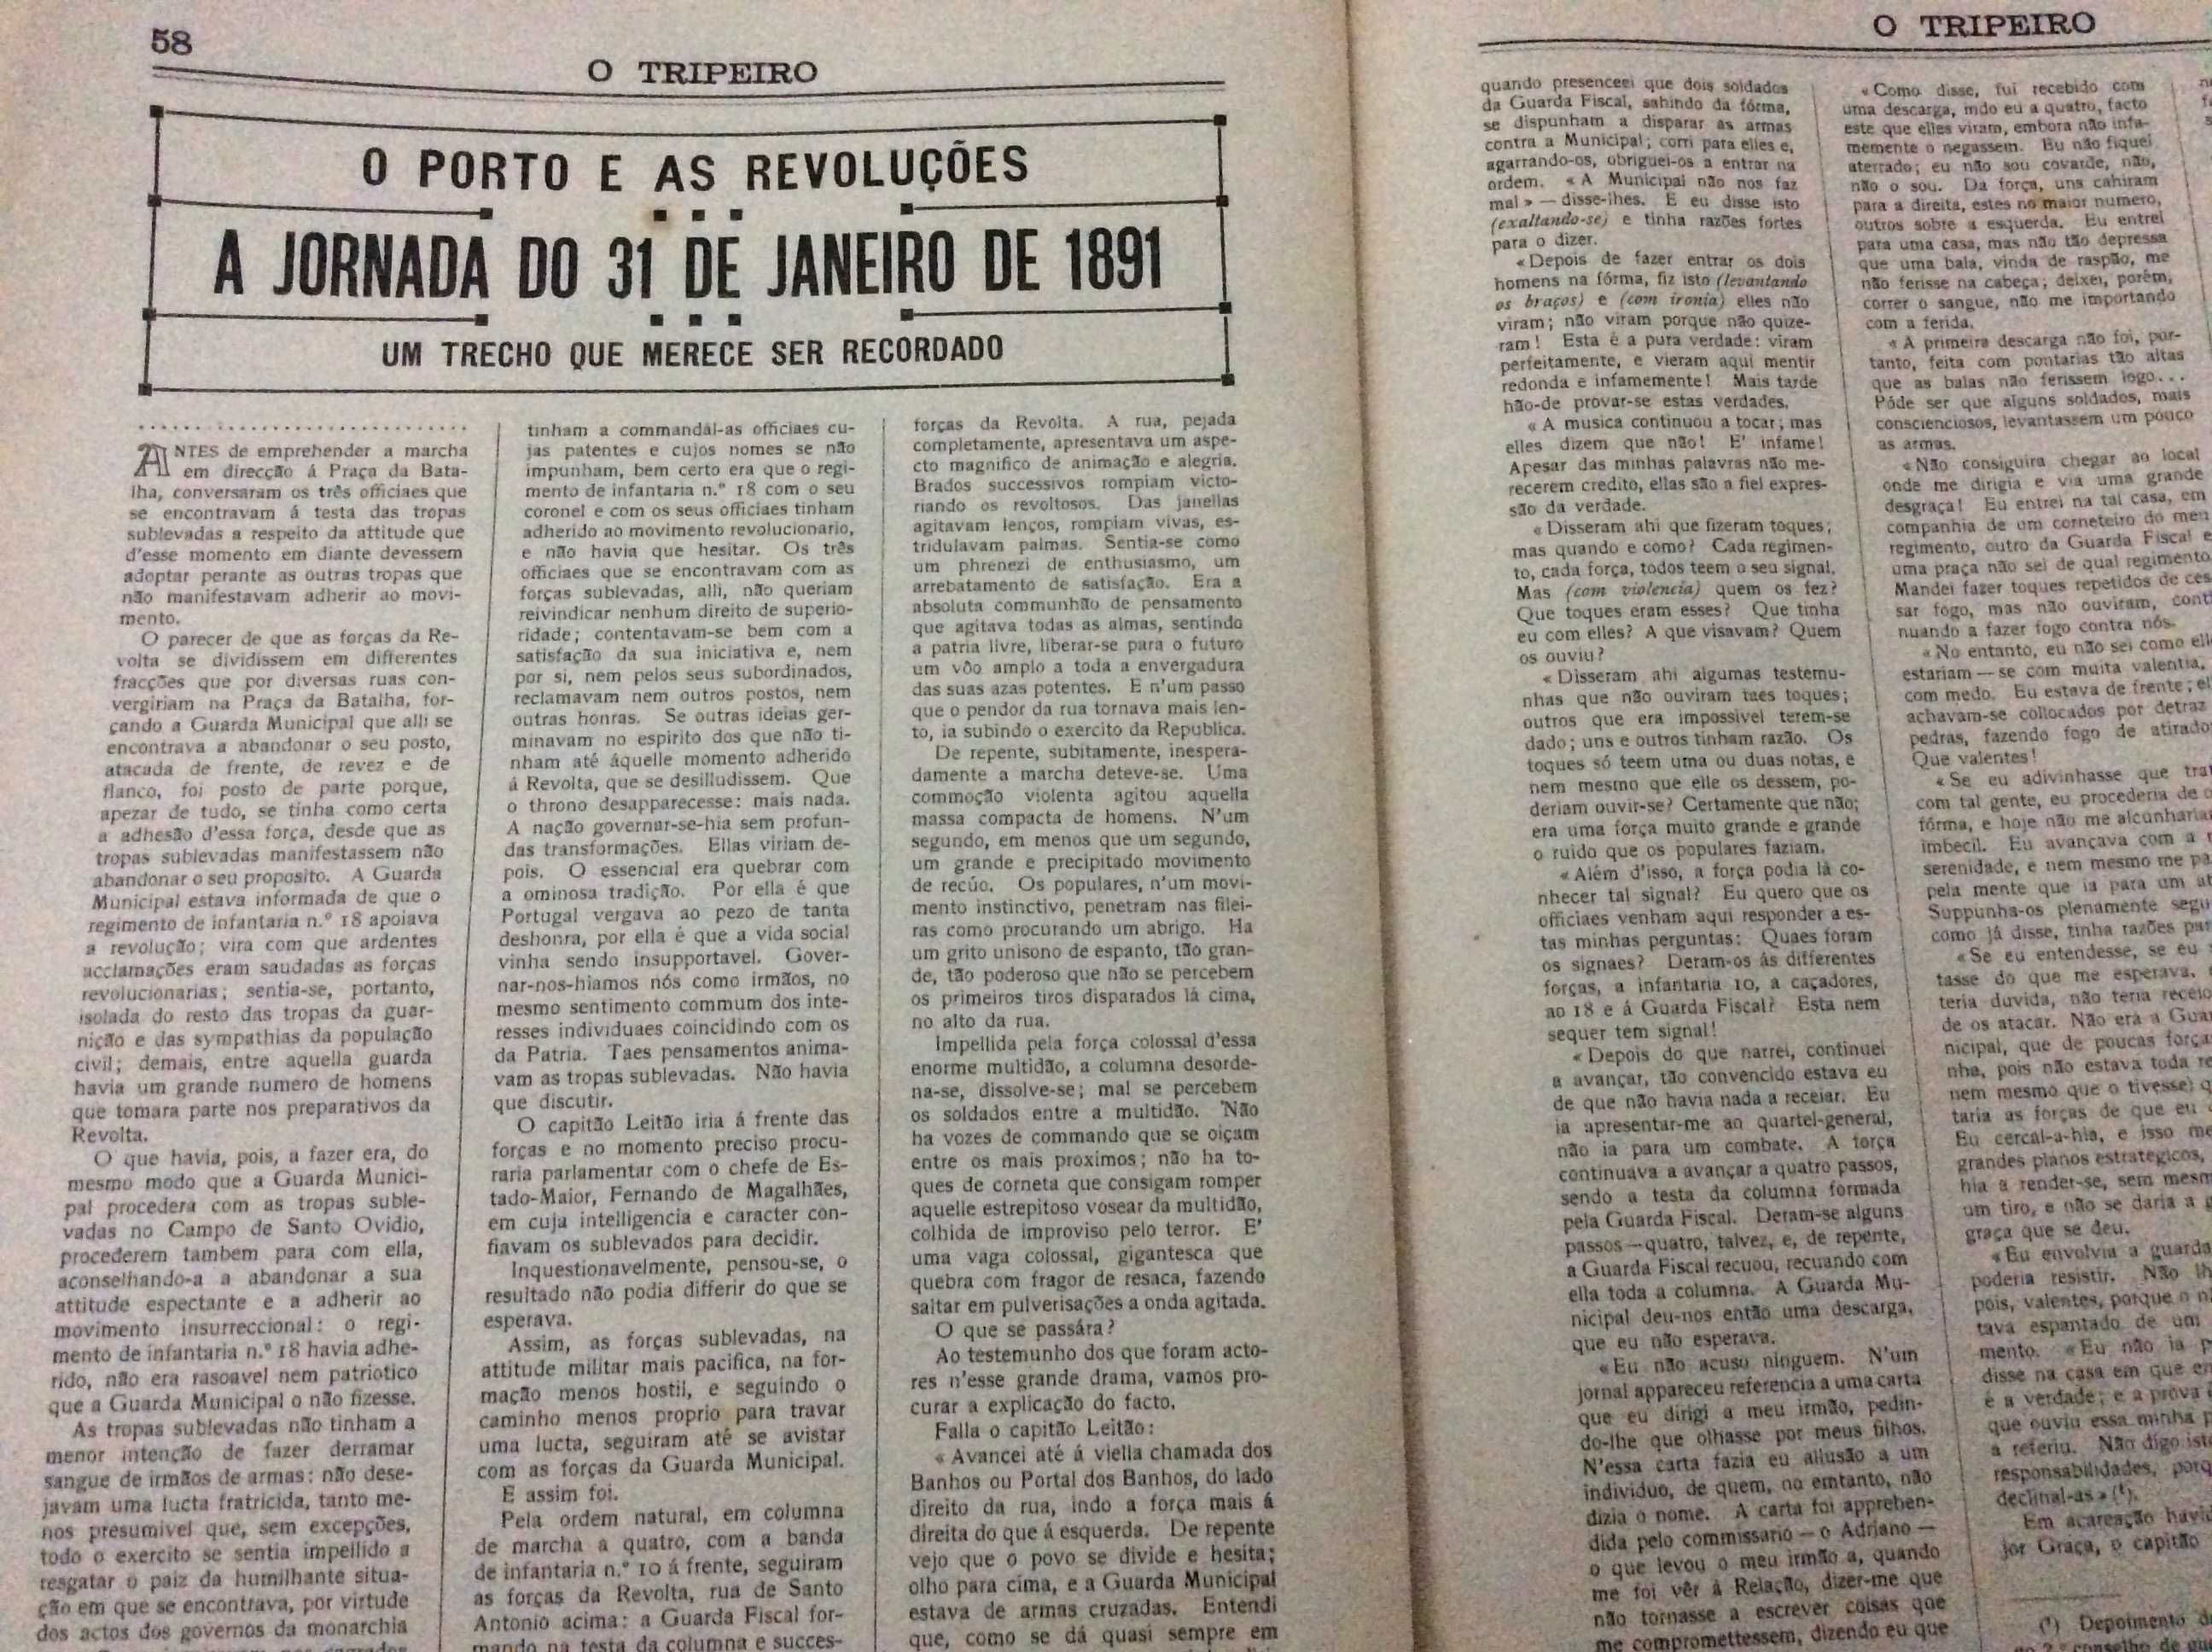 58
O TRIPEIRO
O PORTO E AS REVOLUÇÕES
A JORNADA DO 31 DE JANEIRO DE 1891
UM TRECHO QUE MERECE SER RECORDADO
ANTES de emprehender a marcha
em direcção á Praça da Bata-
lha, conversaram os três officiaes que
se encontravam á testa das tropas
sublevadas a respeito da attitude que
d'esse momento em diante devessem
adoptar perante as outras tropas que
não manifestavam adherir ao movi-
mento.
O parecer de que as forças da Re-
volta se dividissem em differentes
fracções que por diversas ruas con-
vergiriam na Praça da Batalha, for-
çando a Guarda Municipal que alli se
encontrava a abandonar o seu posto,
atacada de frente, de revez e de
flanco, foi posto de parte porque,
apezar de tudo, se tinha como certa
a adhesão d'essa força, desde que as
tropas sublevadas manifestassem não
abandonar o seu proposito. A Guarda
Municipal estava informada de que o
regimento de infantaria n.º 18 apoiava
a revolução; vira com que ardentes
acclamações eram saudadas as forças
revolucionarias; sentia-se, portanto,
isolada do resto das tropas da guar-
nição e das sympathias da população
civil; demais, entre aquella guarda
havia um grande numero de homens
que tomara parte nos preparativos da
Revolta.
O que havia, pois, a fazer era, do
mesmo modo que a Guarda Munici-
pal procedera com as tropas suble-
vadas no Campo de Santo Ovidio,
procederem tambem para com ella,
aconselhando-a a abandonar a sua
attitude espectante e a adherir ao
movimento insurreccional: o regi-
mento de infantaria n.º 18 havia adhe-
rido, não era rasoavel nem patriotico
que a Guarda Municipal o não fizesse.
As tropas sublevadas não tinham a
menor intenção de fazer derramar
sangue de irmãos de armas: não dese-
javam uma lucta fratricida, tanto me-
nos presumivel que, sem excepções,
todo o exercito se sentia impellido a
resgatar o paiz da humilhante situa-
ção em que se encontrava, por virtude
dos actos dos governos da monarchia
tinham a commandal-as officiaes cu-
jas patentes e cujos nomes se não
impunham, bem certo era que o regi-
mento de infantaria n.º 18 com o seu
coronel e com os seus officiaes tinham
adherido ao movimento revolucionario,
e não havia que hesitar. Os três
officiaes que se encontravam com as
forças sublevadas, alli, não queriam
reivindicar nenhum direito de superio-
ridade; contentavam-se bem com a
satisfação da sua iniciativa e, nem
por si, nem pelos seus subordinados,
reclamavam nem outros postos, nem
outras honras. Se outras ideias ger-
minavam no espirito dos que não ti-
nham até áquelle momento adherido
á Revolta, que se desilludissem. Que
o throno desapparecesse: mais nada.
A nação governar-se-hia sem profun-
das transformações. Ellas viriam de-
pois. O essencial era quebrar com
a ominosa tradição. Por ella é que
Portugal vergava ao pezo de tanta
deshonra, por ella é que a vida social
vinha sendo insupportavel. Gover-
nar-nos-hiamos nós como irmãos, no
mesmo sentimento commum dos inte-
resses individuaes coincidindo com os
da Patria. Taes pensamentos anima-
vam as tropas sublevadas. Não havia
que discutir.
O capitão Leitão iria á frente das
forças e no momento preciso procu-
raria parlamentar com o chefe de Es-
tado-Maior, Fernando de Magalhães,
em cuja intelligencia e caracter con-
fiavam os sublevados para decidir.
Inquestionavelmente, pensou-se, o
resultado não podia differir do que se
esperava.
Assim, as forças sublevadas, na
attitude militar mais pacifica, na for-
mação menos hostil, e seguindo o
caminho menos proprio para travar
uma lucta, seguiram até se avistar
com as forças da Guarda Municipal.
E assim foi.
Pela ordem natural, em columna
de marcha a quatro, com a banda
de infantaria n.º 10 á frente, seguiram
as forças da Revolta, rua de Santo
Antonio acima: a Guarda Fiscal for-
mando na testa da columna e succes-
forças da Revolta. A rua, pejada
completamente, apresentava um aspe-
cto magnifico de animação e alegria.
Brados successivos rompiam victo-
riando os revoltosos. Das janellas
agitavam lenços, rompiam vivas, es-
tridulavam palmas. Sentia-se como
um phrenezi de enthusiasmo, um
arrebatamento de satisfação. Era a
absoluta communhão de pensamento
que agitava todas as almas, sentindo
a patria livre, liberar-se para o futuro
um vôo amplo a toda a envergadura
das suas azas potentes. E n'um passo
que o pendor da rua tornava mais len-
to, ia subindo o exercito da Republica.
De repente, subitamente, inespera-
damente a marcha deteve-se. Uma
commoção violenta agitou aquella
massa compacta de homens. N'um
segundo, em menos que um segundo,
um grande e precipitado movimento
de recúo. Os populares, n'um movi-
mento instinctivo, penetram nas filei-
ras como procurando um abrigo. Ha
um grito unisono de espanto, tão gran-
de, tão poderoso que não se percebem
os primeiros tiros disparados lá cima,
no alto da rua.
Impellida pela força colossal d'essa
enorme multidão, a columna desorde-
na-se, dissolve-se; mal se percebem
os soldados entre a multidão. Não
ha vozes de commando que se oiçam
entre os mais proximos; não ha to-
ques de corneta que consigam romper
aquelle estrepitoso vosear da multidão,
colhida de improviso pelo terror. E'
uma vaga colossal, gigantesca que
quebra com fragor de resaca, fazendo
saltar em pulverisações a onda agitada.
O que se passára?
Ao testemunho dos que foram acto-
res n'esse grande drama, vamos pro-
curar a explicação do facto.
Falla o capitão Leitão:
« Avancei até á viella chamada dos
Banhos ou Portal dos Banhos, do lado
direito da rua, indo a força mais á
direita do que á esquerda. De repente
vejo que o povo se divide e hesita;
olho para cima, e a Guarda Municipal
estava de armas cruzadas. Entendi
que, como se dá quasi sempre em
O TRIPEIRO
quando presenceei que dois soldados
da Guarda Fiscal, sahindo da fórma,
se dispunham a disparar as armas
contra a Municipal; corri para elles e,
agarrando-os, obriguei-os a entrar na
ordem. « A Municipal não nos faz
mal » — disse-lhes. E eu disse isto
(exaltando-se) e tinha razões fortes
para o dizer.
« Depois de fazer entrar os dois
homens na fórma, fiz isto (levantando
os braços) e (com ironia) elles não
viram; não viram porque não quize-
ram! Esta é a pura verdade: viram
perfeitamente, e vieram aqui mentir
redonda e infamemente! Mais tarde
hão-de provar-se estas verdades.
« A musica continuou a tocar; mas
elles dizem que não! E' infame!
Apesar das minhas palavras não me-
recerem credito, ellas são a fiel expres-
são da verdade.
« Disseram ahi que fizeram toques;
mas quando e como? Cada regimen-
to, cada força, todos teem o seu signal.
Mas (com violencia) quem os fez?
Que toques eram esses? Que tinha
eu com elles? A que visavam? Quem
os ouviu?
« Disseram ahi algumas testemu-
nhas que não ouviram taes toques;
outros que era impossivel terem-se
dado; uns e outros tinham razão. Os
toques só teem uma ou duas notas, e
nem mesmo que elle os dessem, po-
deriam ouvir-se? Certamente que não;
era uma força muito grande e grande
o ruido que os populares faziam.
« Além d'isso, a força podia lá co-
nhecer tal signal? Eu quero que os
officiaes venham aqui responder a es-
tas minhas perguntas: Quaes foram
os signaes? Deram-os ás differentes
forças, a infantaria 10, a caçadores,
ao 18 e á Guarda Fiscal? Esta nem
sequer tem signal!
« Depois do que narrei, continuei
a avançar, tão convencido estava eu
de que não havia nada a receiar. Eu
ia apresentar-me ao quartel-general,
não ia para um combate. A força
continuava a avançar a quatro passos,
sendo a testa da columna formada
pela Guarda Fiscal. Deram-se alguns
passos — quatro, talvez, e, de repente,
a Guarda Fiscal recuou, recuando com
ella toda a columna. A Guarda Mu-
nicipal deu-nos então uma descarga,
que eu não esperava.
« Eu não acuso ninguem. N'um
jornal appareceu referencia a uma carta
que eu dirigi a meu irmão, pedin-
do-lhe que olhasse por meus filhos.
N'essa carta fazia eu allusão a um
individuo, de quem, no emtanto, não
dizia o nome. A carta foi apprehen-
dida pelo commissario — o Adriano —
o que levou o meu irmão a, quando
me foi vêr á Relação, dizer-me que
não tornasse a escrever coisas que
me compromettessem, dizendo eu que
« Como disse, fui recebido com
uma descarga, indo eu a quatro, facto
este que elles viram, embora não infa-
memente o negassem. Eu não fiquei
aterrado; eu não sou covarde, não,
não o sou. Da força, uns cahiram
para a direita, estes no maior numero,
outros sobre a esquerda. Eu entrei
para uma casa, mas não tão depressa
que uma bala, vinda de raspão, me
não ferisse na cabeça; deixei, porém,
correr o sangue, não me importando
com a ferida.
« A primeira descarga não foi, por-
tanto, feita com pontarias tão altas
que as balas não ferissem logo...
Póde ser que alguns soldados, mais
conscienciosos, levantassem um pouco
as armas.
« Não consiguira chegar ao local
onde me dirigia e via uma grande
desgraça! Eu entrei na tal casa, em
companhia de um corneteiro do meu
regimento, outro da Guarda Fiscal e
uma praça não sei de qual regimento.
Mandei fazer toques repetidos de ces-
sar fogo, mas não ouviram, conti
nuando a fazer fogo contra nós.
« No entanto, eu não sei como elle
estariam — se com muita valentia,
com medo. Eu estava de frente; el
achavam-se collocados por detraz
pedras, fazendo fogo de atirado
Que valentes!
« Se eu adivinhasse que trat
com tal gente, eu procederia de o
fórma, e hoje não me alcunharia
imbecil. Eu avançava com a
serenidade, e nem mesmo me pa
pela mente que ia para um at
Suppunha-os plenamente segu
como já disse, tinha razões par
« Se eu entendesse, se eu
tasse do que me esperava,
teria duvida, não teria receio
de os atacar. Não era a Guar
nicipal, que de poucas força
nha, pois não estava toda re
nem mesmo que o tivesse) q
taria as forças de que eu
Eu cercal-a-hia, e isso me
grandes planos estrategicos,
hia a render-se, sem mesm
um tiro, e não se daria a
graça que se deu.
« Eu envolvia a guarda
poderia resistir. Não lh
pois, valentes, porque o n
tava espantado de um
mento. « Eu não ia p
disse na casa em que en
é a verdade; e a prova
que ouviu essa minha p
a referiu. Não digo isto
responsabilidades, porq
declinal-as » (¹).
Em acareação havid
jor Graça, o capitão
(¹) Depoimento d